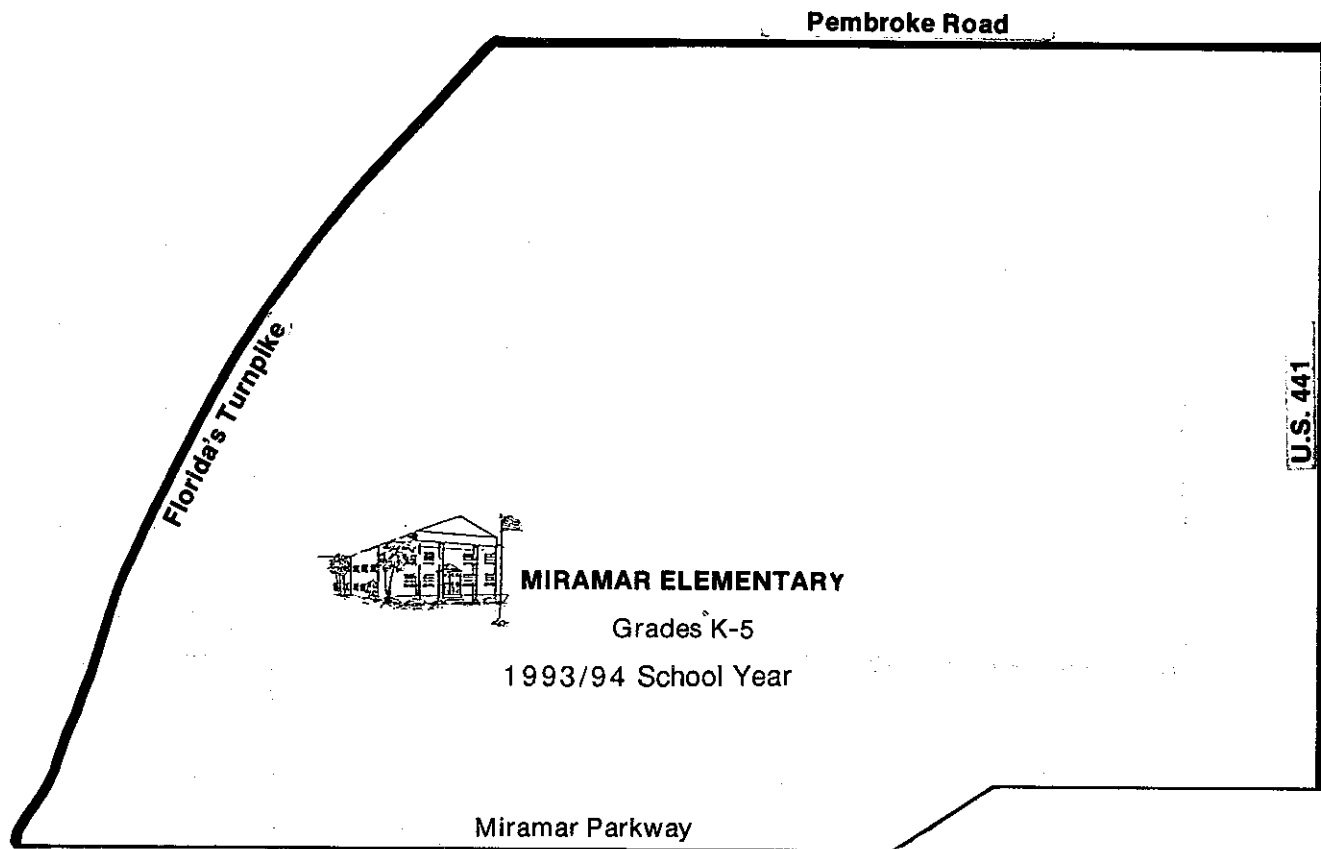 Pembroke Road
Florida's Turnpike
U.S. 441
MIRAMAR ELEMENTARY
Grades K-5
1993/94 School Year
Miramar Parkway